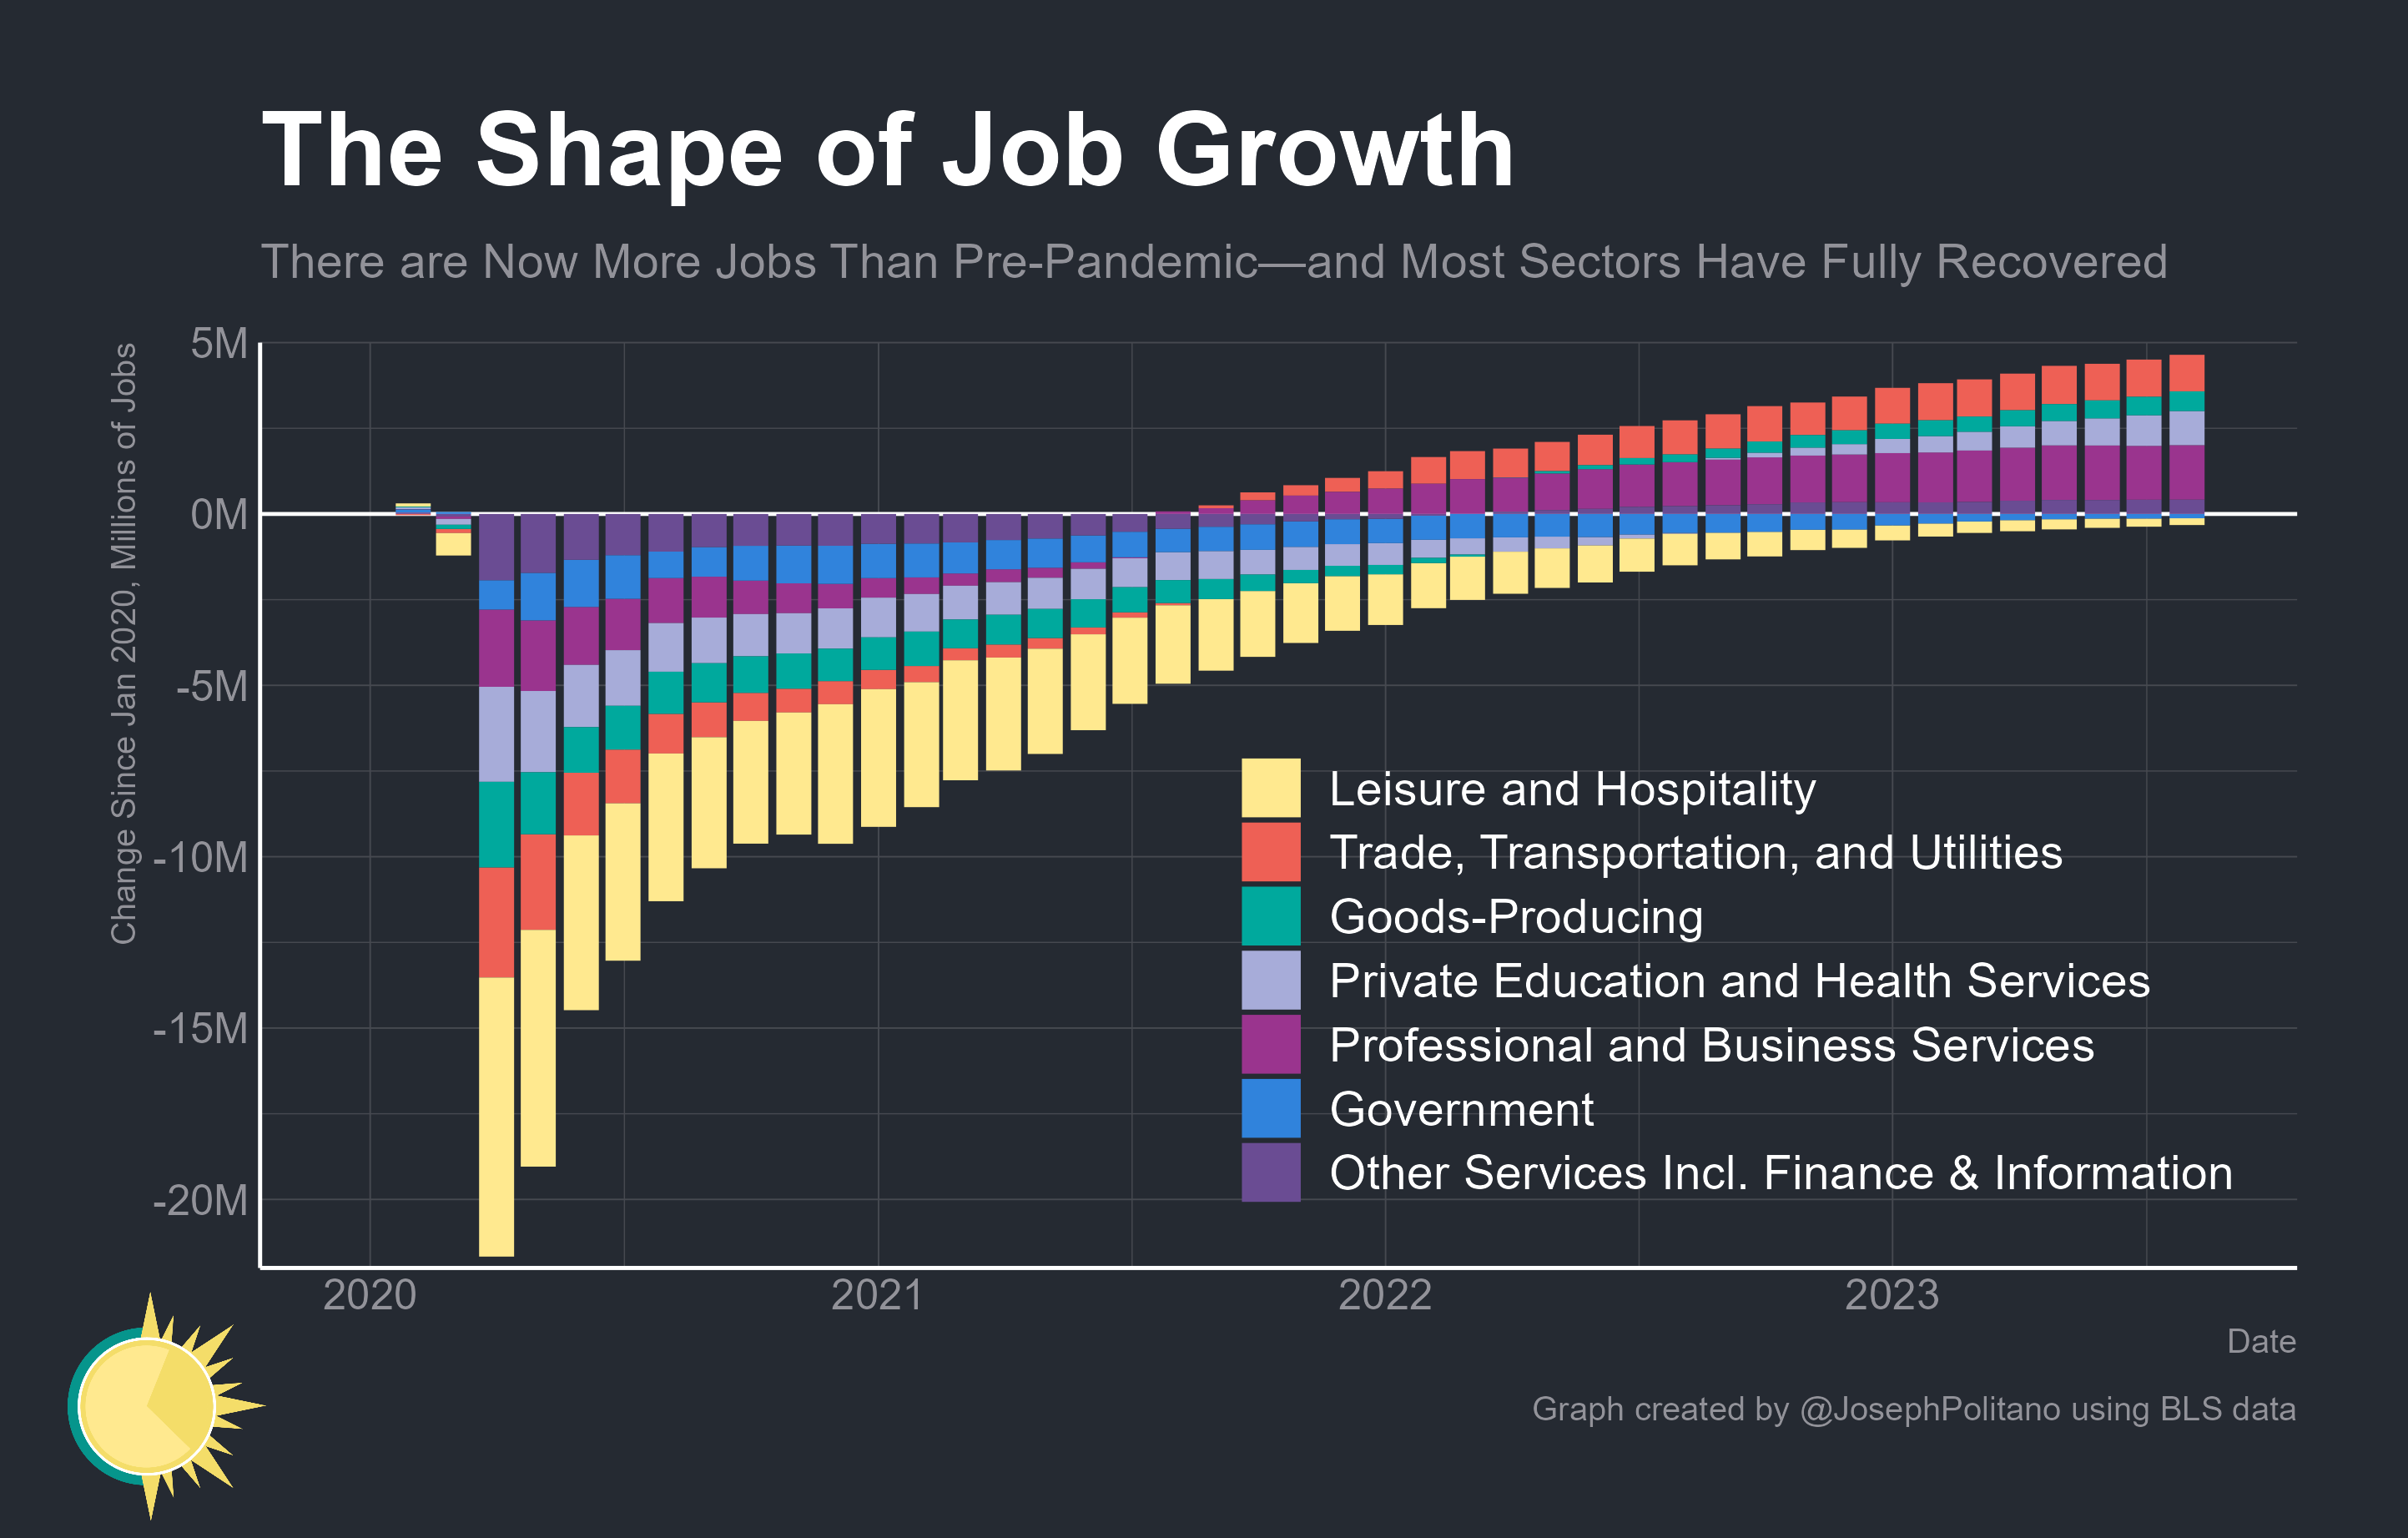 The Shape of Job Growth
There are Now More Jobs Than Pre-Pandemic—and Most Sectors Have Fully Recovered
Change Since Jan 2020, Millions of Jobs
5M
0M
-5M
-10M
-15M
-20M
Leisure and Hospitality
Trade, Transportation, and Utilities
Goods-Producing
Private Education and Health Services
Professional and Business Services
Government
Other Services Incl. Finance & Information
2020
2021
2022
2023
Date
Graph created by @JosephPolitano using BLS data